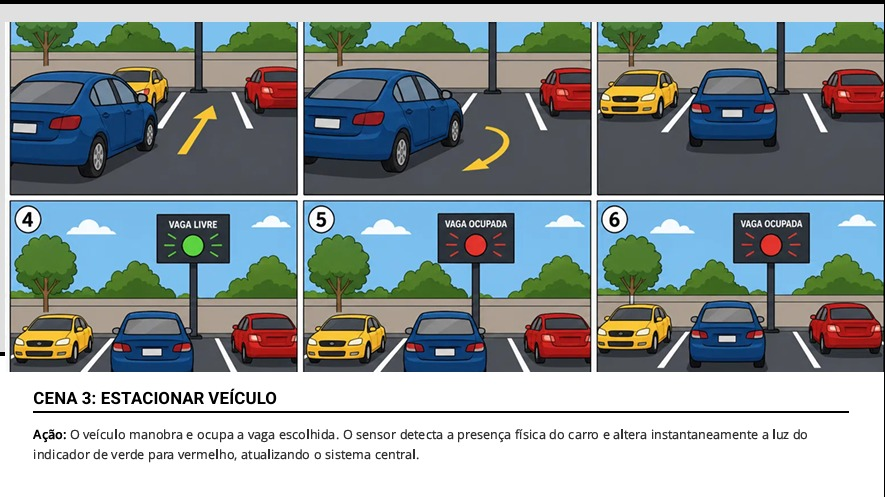 4
VAGA LIVRE
5
VAGA OCUPADA
6
VAGA OCUPADA
CENA 3: ESTACIONAR VEÍCULO
Ação: O veículo manobra e ocupa a vaga escolhida. O sensor detecta a presença física do carro e altera instantaneamente a luz do
indicador de verde para vermelho, atualizando o sistema central.